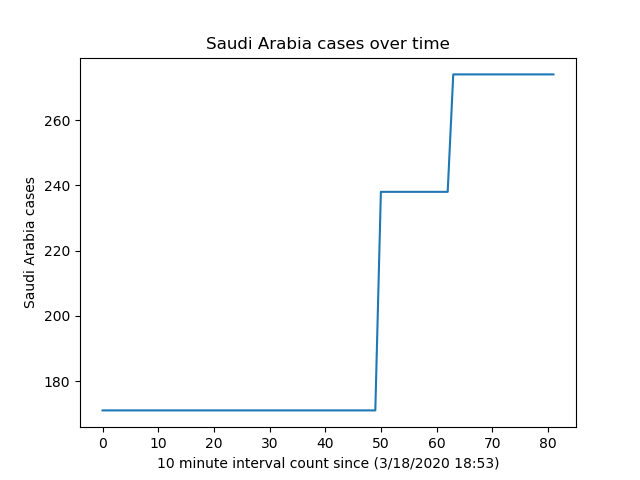 Saudi Arabia cases over time
Saudi Arabia cases
260
240
220
200
180
0 10 20 30 40 50 60 70 80
10 minute interval count since (3/18/2020 18:53)